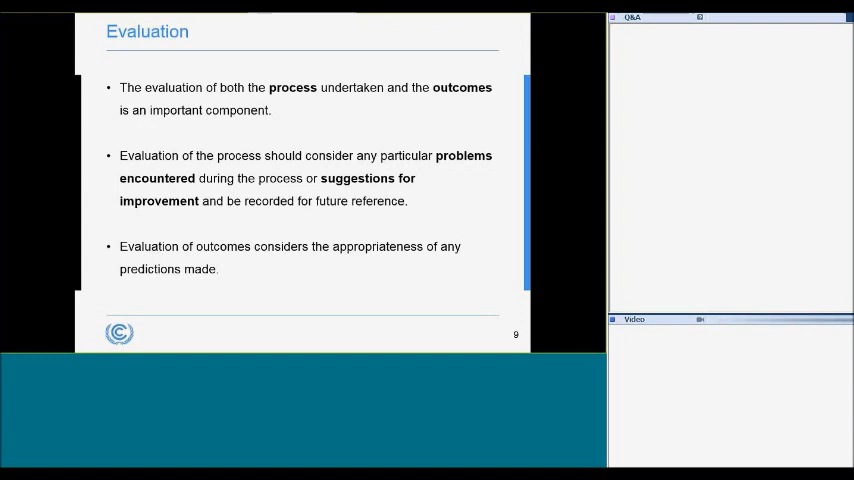 Evaluation
• The evaluation of both the process undertaken and the outcomes
is an important component.
• Evaluation of the process should consider any particular problems
encountered during the process or suggestions for
improvement and be recorded for future reference.
• Evaluation of outcomes considers the appropriateness of any
predictions made.
9
Q&A
Video